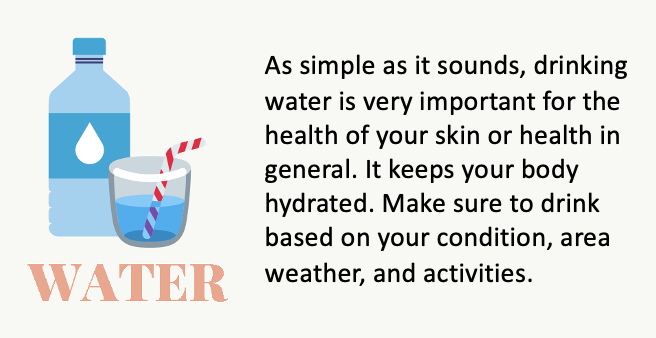 As simple as it sounds, drinking
water is very important for the
health of your skin or health in
general. It keeps your body
hydrated. Make sure to drink
based on your condition, area
weather, and activities.
WATER